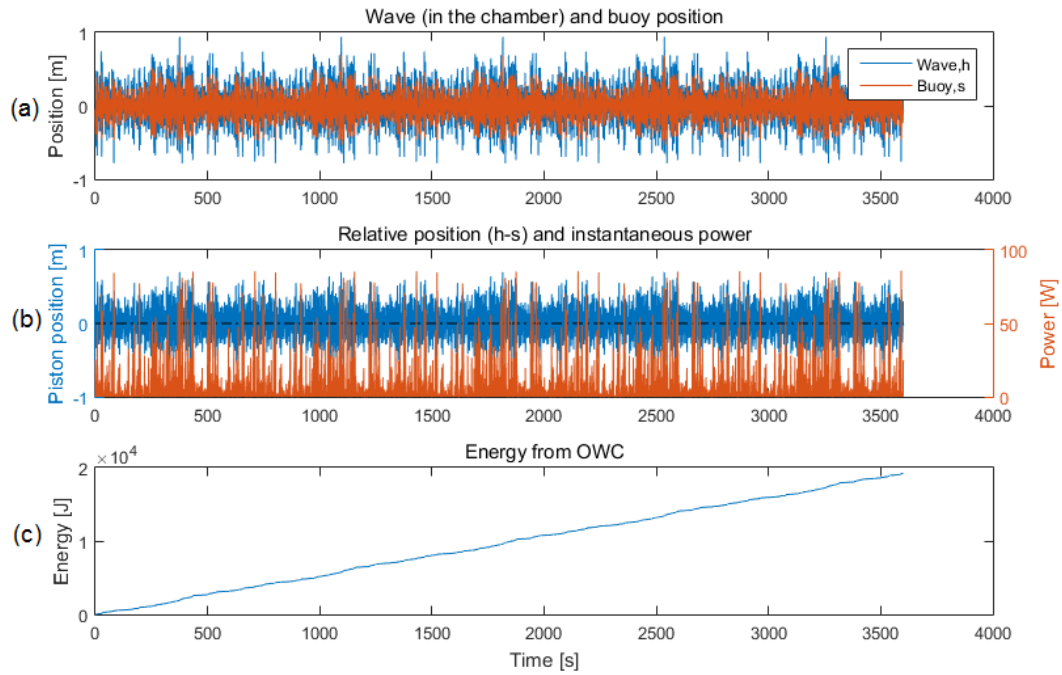 Wave (in the chamber) and buoy position
(a)
Position [m]
1
0
-1
Wave,h
Buoy,s
0 500 1000 1500 2000 2500 3000 3500 4000
Relative position (h-s) and instantaneous power
(b)
Piston position [m]
1
0
-1
100
50
0
Power [W]
0 500 1000 1500 2000 2500 3000 3500 4000
Energy from OWC
× 10^4
(c)
Energy [J]
2
1
0
0 500 1000 1500 2000 2500 3000 3500 4000
Time [s]